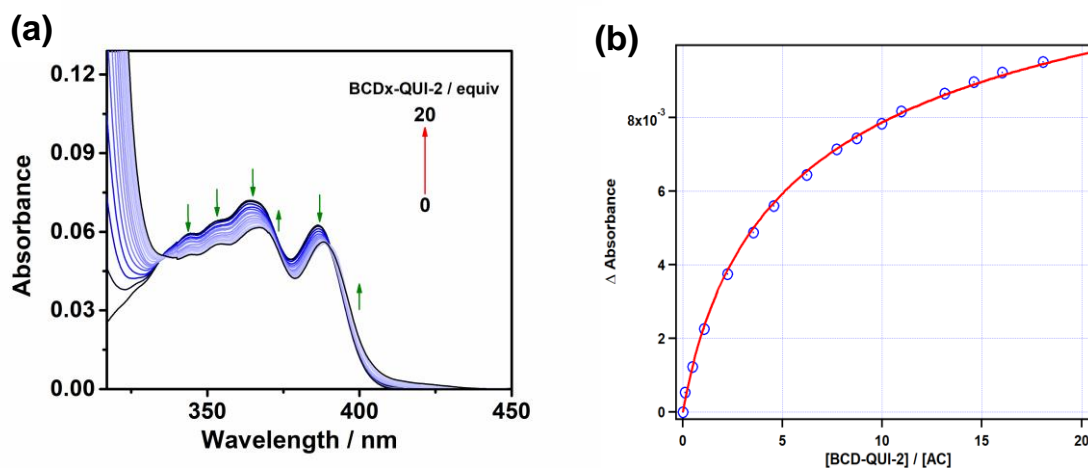 (a)
0.12
0.09
0.06
0.03
0.00
Absorbance
BCDx-QUI-2 / equiv
20
0
350
400
450
Wavelength / nm
(b)
8x10⁻³
6
4
2
0
Δ Absorbance
0
5
10
15
20
[BCD-QUI-2] / [AC]